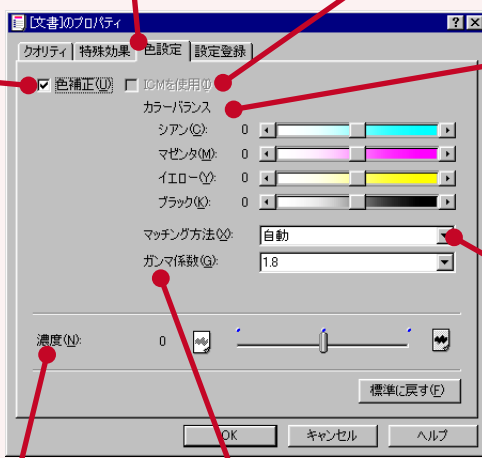 [文書]のプロパティ
クオリティ 特殊効果 色設定 設定登録
色補正(U) ICMを使用(I)
カラーバランス
シアン(C): 0
マゼンタ(M): 0
イエロー(Y): 0
ブラック(K): 0
マッチング方法(X): 自動
ガンマ係数(G): 1.8
濃度(N): 0
標準に戻す(F)
OK キャンセル ヘルプ